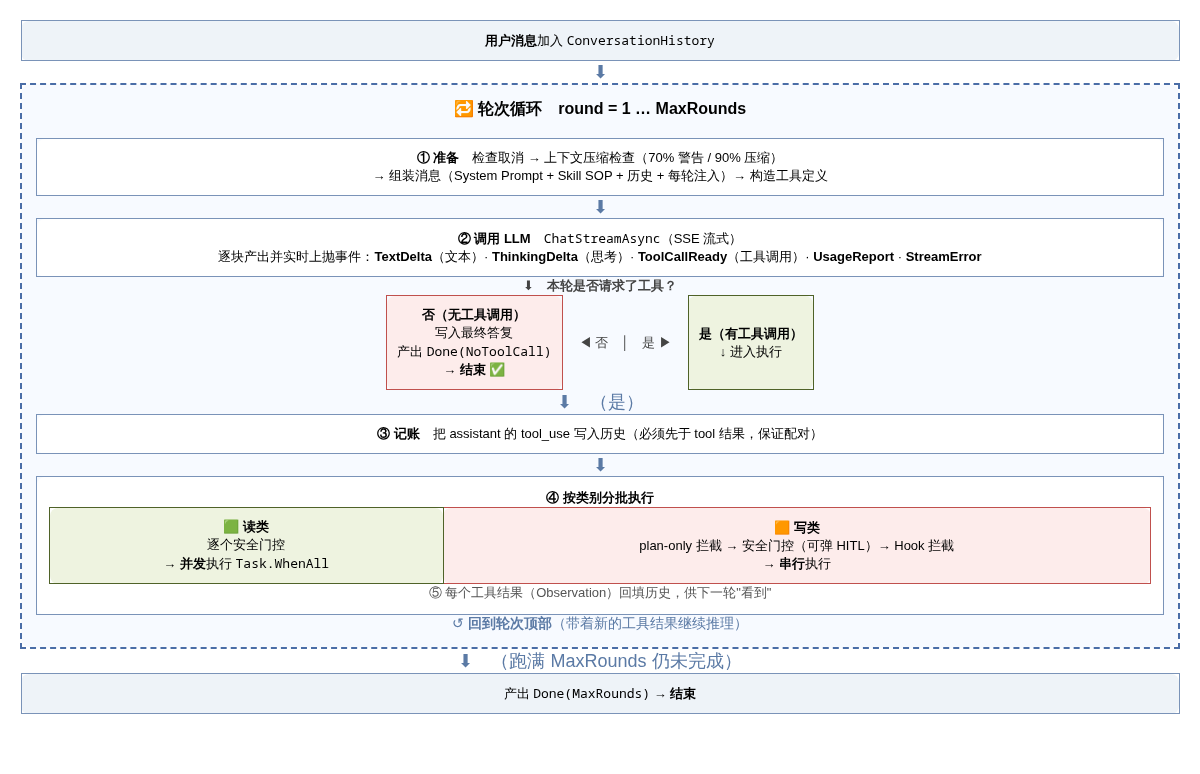 用户消息加入 ConversationHistory
⬇
🔁 轮次循环 round = 1 … MaxRounds
① 准备 检查取消 → 上下文压缩检查（70% 警告 / 90% 压缩）
→ 组装消息（System Prompt + Skill SOP + 历史 + 每轮注入）→ 构造工具定义
⬇
② 调用 LLM ChatStreamAsync（SSE 流式）
逐块产出并实时上抛事件：TextDelta（文本）· ThinkingDelta（思考）· ToolCallReady（工具调用）· UsageReport · StreamError
⬇ 本轮是否请求了工具？
否（无工具调用）
写入最终答复
产出 Done(NoToolCall)
→ 结束 ✅
◀ 否 │ 是 ▶
是（有工具调用）
↓ 进入执行
⬇ （是）
③ 记账 把 assistant 的 tool_use 写入历史（必须先于 tool 结果，保证配对）
⬇
④ 按类别分批执行
🟩 读类
逐个安全门控
→ 并发执行 Task.WhenAll
🟧 写类
plan-only 拦截 → 安全门控（可弹 HITL）→ Hook 拦截
→ 串行执行
⑤ 每个工具结果（Observation）回填历史，供下一轮"看到"
↺ 回到轮次顶部（带着新的工具结果继续推理）
⬇ （跑满 MaxRounds 仍未完成）
产出 Done(MaxRounds) → 结束